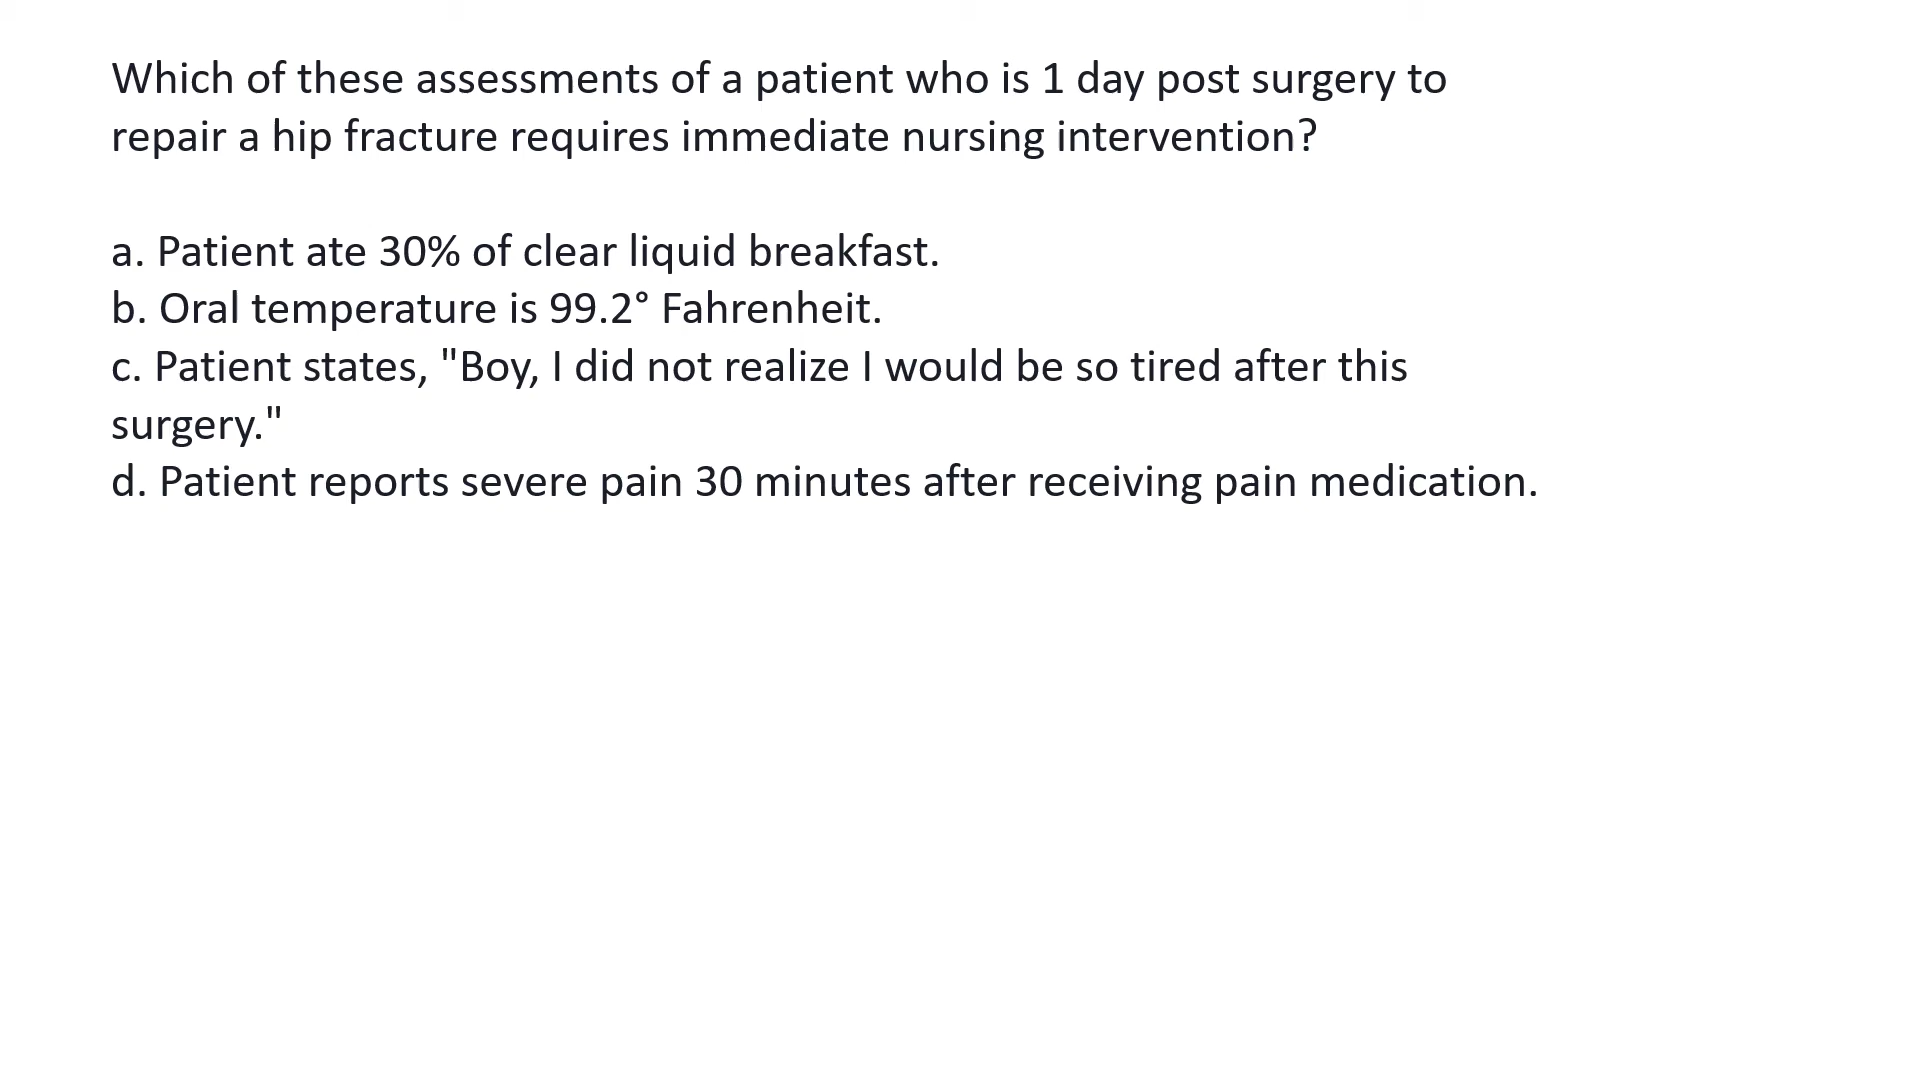 Which of these assessments of a patient who is 1 day post surgery to
repair a hip fracture requires immediate nursing intervention?
a. Patient ate 30% of clear liquid breakfast.
b. Oral temperature is 99.2° Fahrenheit.
c. Patient states, "Boy, I did not realize I would be so tired after this
surgery."
d. Patient reports severe pain 30 minutes after receiving pain medication.